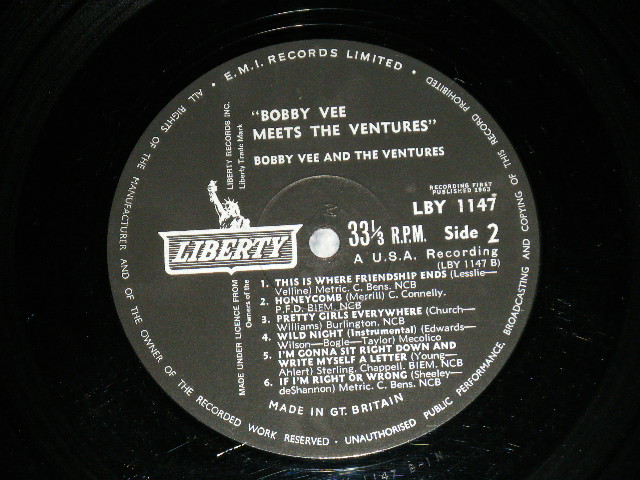 E.M.I. RECORDS LIMITED •
ALL RIGHTS OF THE MANUFACTURER AND OF THE OWNER OF THE RECORDED WORK RESERVED • UNAUTHORISED PUBLIC PERFORMANCE, BROADCASTING AND COPYING OF THIS RECORD PROHIBITED
LIBERTY RECORDS INC.
Liberty Trade Mark
"BOBBY VEE
MEETS THE VENTURES"
BOBBY VEE AND THE VENTURES
RECORDING FIRST
PUBLISHED 1963
LBY 1147
LIBERTY
33⅓ R.P.M. Side 2
A U.S.A. Recording
(LBY 1147 B)
MADE UNDER LICENCE FROM
Owners of the
1. THIS IS WHERE FRIENDSHIP ENDS (Lesslie—
Velline) Metric. C. Bens. NCB
2. HONEYCOMB (Merrill) C. Connelly.
P.F.D. BIEM. NCB
3. PRETTY GIRLS EVERYWHERE (Church—
Williams) Burlington. NCB
4. WILD NIGHT (Instrumental) (Edwards—
Wilson—Bogle—Taylor) Mecolico
5. I'M GONNA SIT RIGHT DOWN AND
WRITE MYSELF A LETTER (Young—
Ahlert) Sterling, Chappell. BIEM. NCB
6. IF I'M RIGHT OR WRONG (Sheeley—
deShannon) Metric. C. Bens. NCB
MADE IN GT. BRITAIN